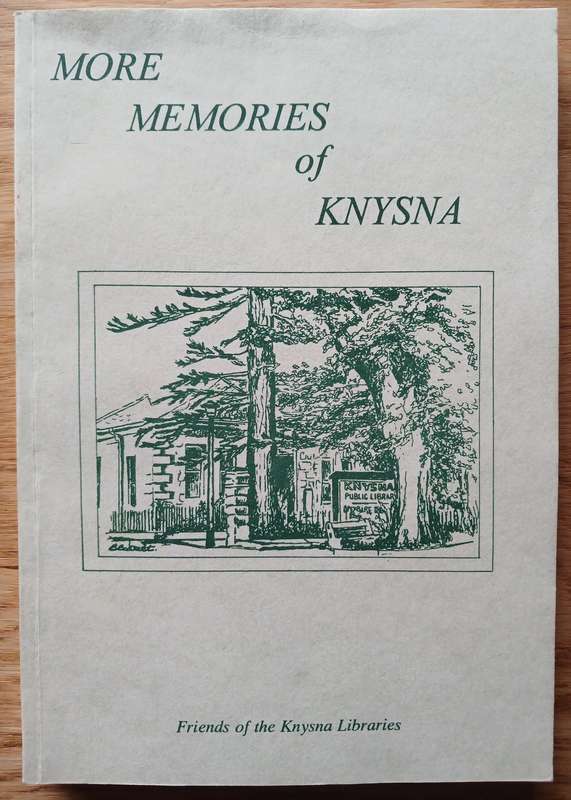 MORE
MEMORIES
of
KNYSNA
KNYSNA
PUBLIC LIBRARY
Friends of the Knysna Libraries